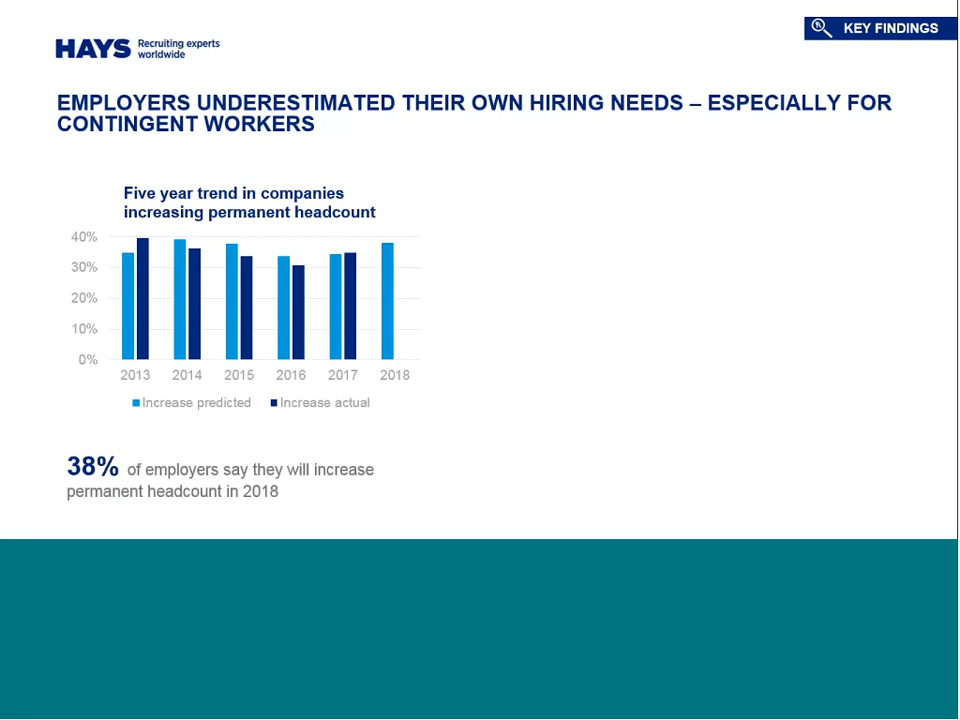 KEY FINDINGS
HAYS Recruiting experts
worldwide
EMPLOYERS UNDERESTIMATED THEIR OWN HIRING NEEDS – ESPECIALLY FOR
CONTINGENT WORKERS
Five year trend in companies
increasing permanent headcount
40%
30%
20%
10%
0%
2013 2014 2015 2016 2017 2018
Increase predicted Increase actual
38% of employers say they will increase
permanent headcount in 2018